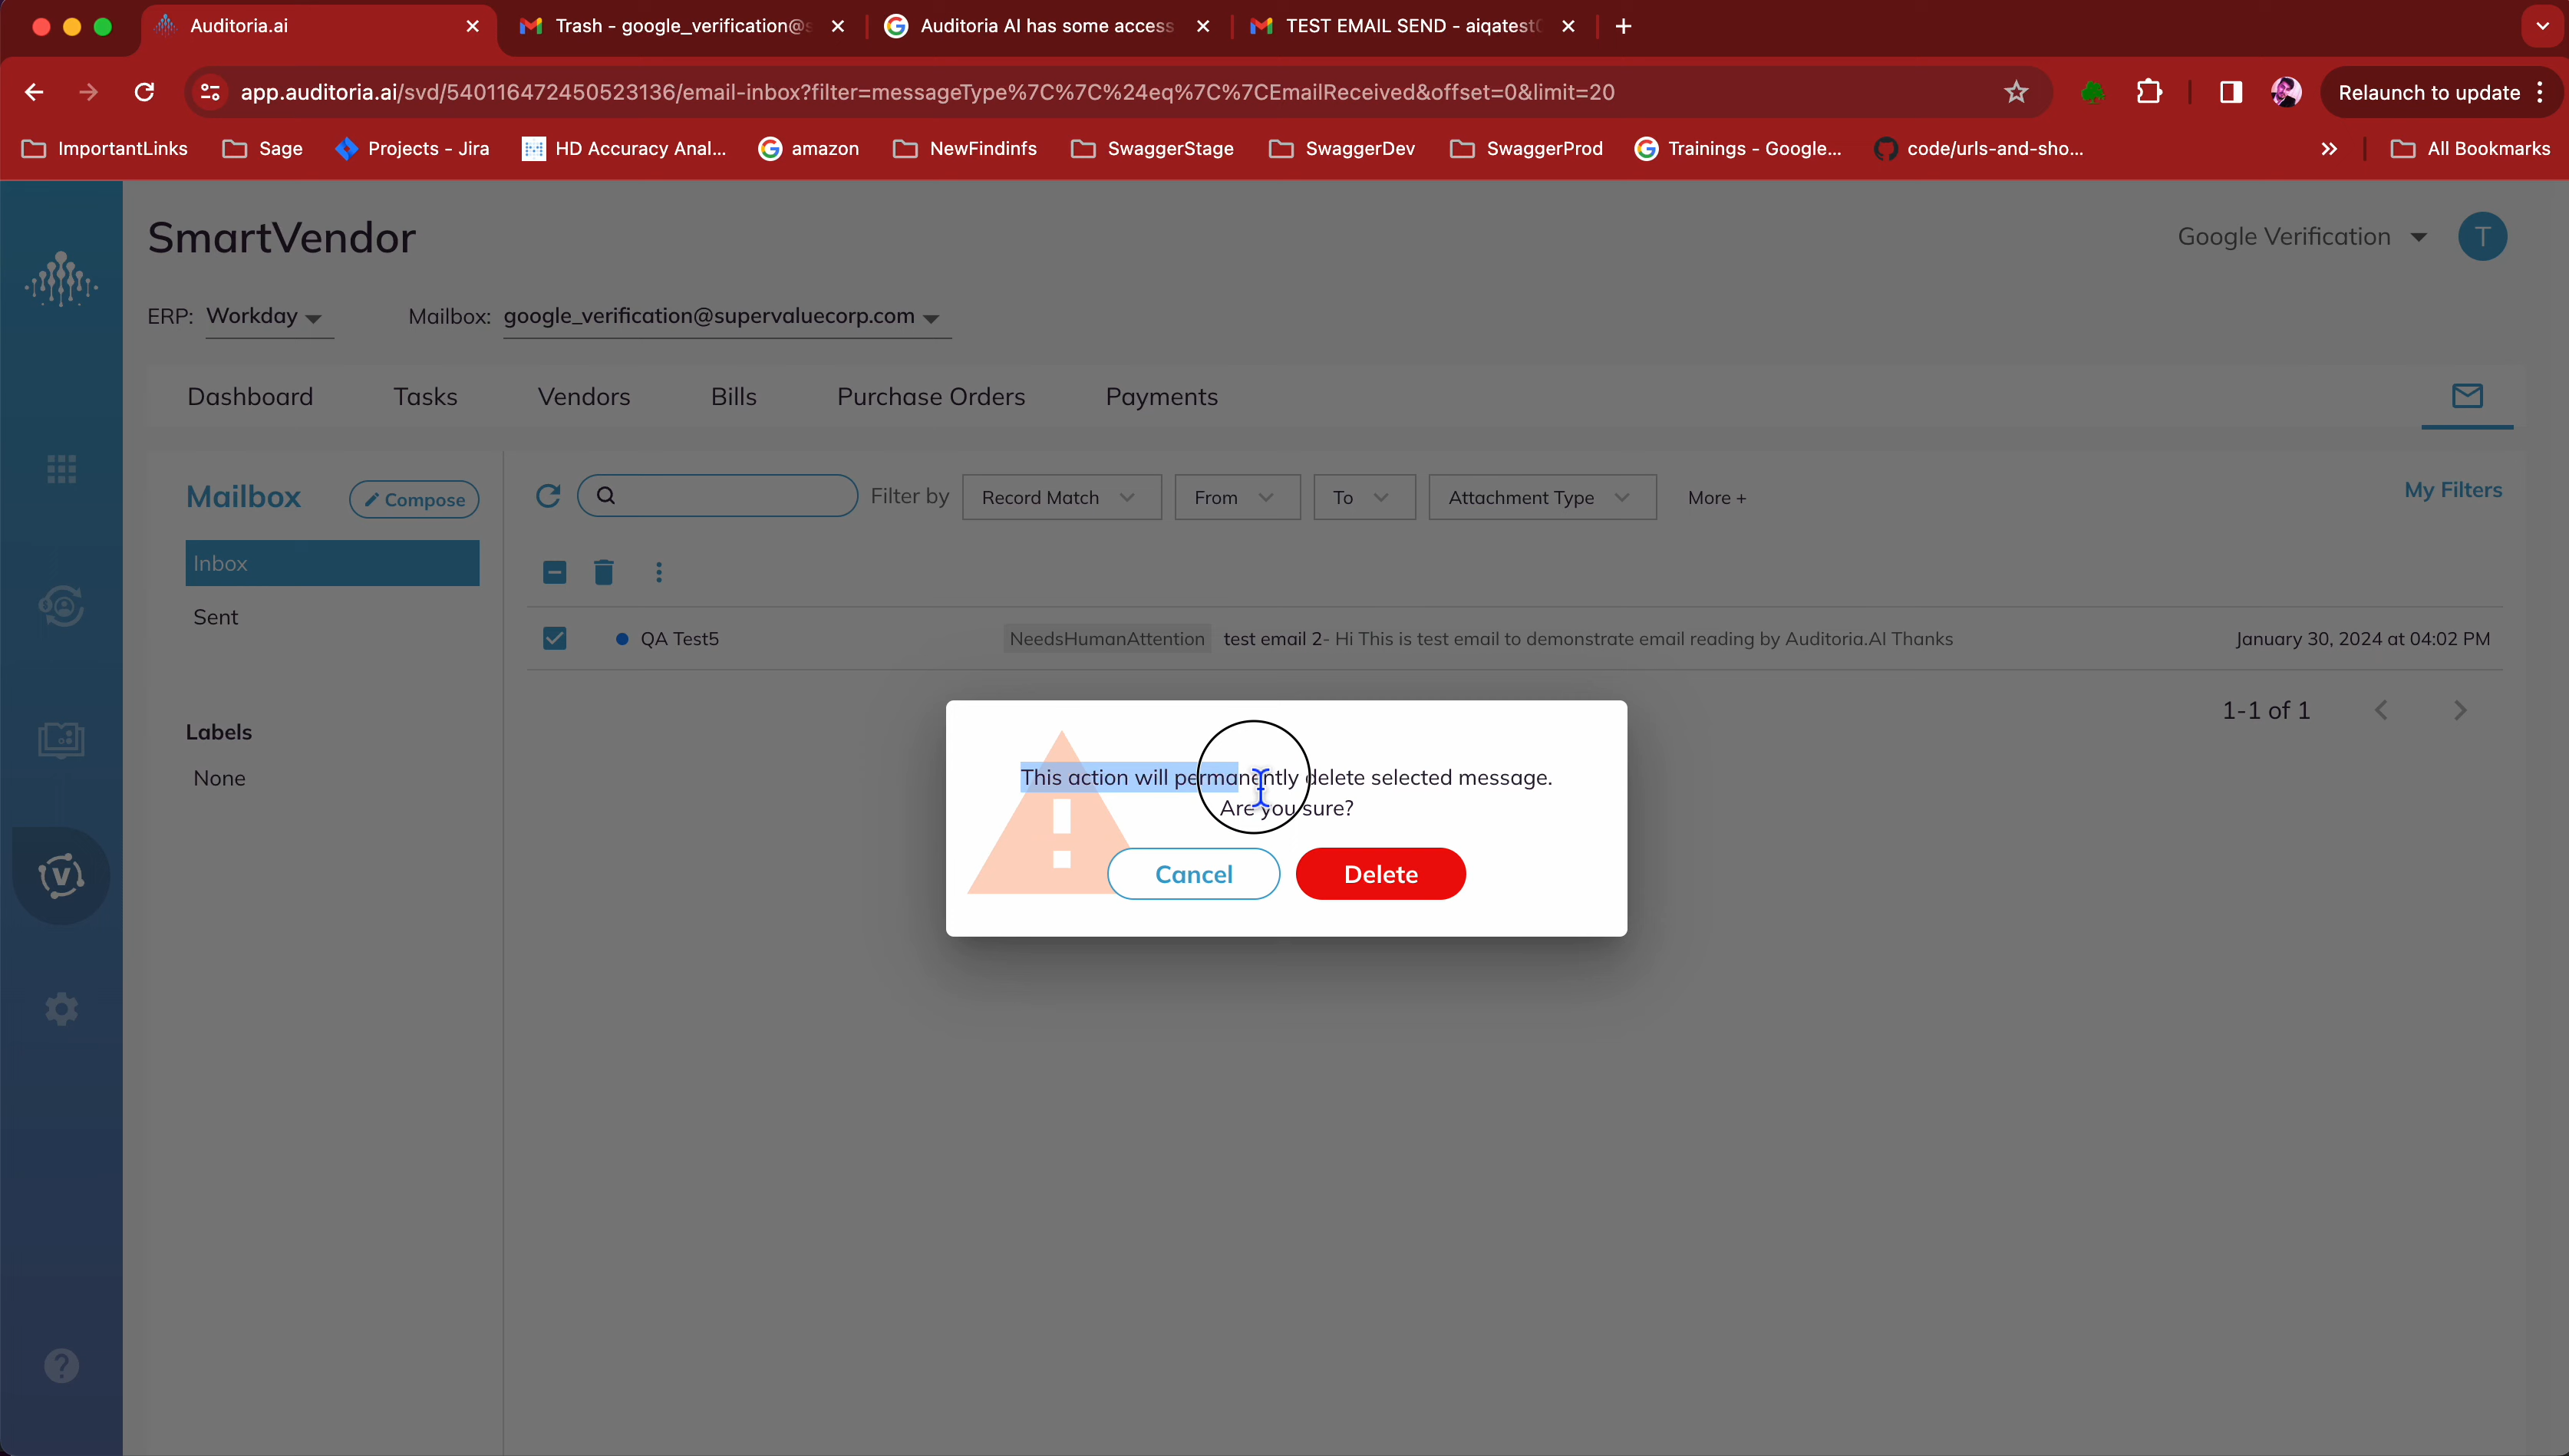 Auditoria.ai
Trash - google_verification@s
Auditoria AI has some access
TEST EMAIL SEND - aiqatest0
app.auditoria.ai/svd/540116472450523136/email-inbox?filter=messageType%7C%7C%24eq%7C%7CEmailReceived&offset=0&limit=20
Relaunch to update
ImportantLinks
Sage
Projects - Jira
HD Accuracy Anal...
amazon
NewFindinfs
SwaggerStage
SwaggerDev
SwaggerProd
Trainings - Google...
code/urls-and-sho...
All Bookmarks
SmartVendor
Google Verification
T
ERP: Workday
Mailbox: google_verification@supervaluecorp.com
Dashboard
Tasks
Vendors
Bills
Purchase Orders
Payments
Mailbox
Compose
Filter by
Record Match
From
To
Attachment Type
More +
My Filters
Inbox
Sent
QA Test5
NeedsHumanAttention
test email 2- Hi This is test email to demonstrate email reading by Auditoria.AI Thanks
January 30, 2024 at 04:02 PM
1-1 of 1
Labels
None
This action will permanently delete selected message.
Are you sure?
Cancel
Delete